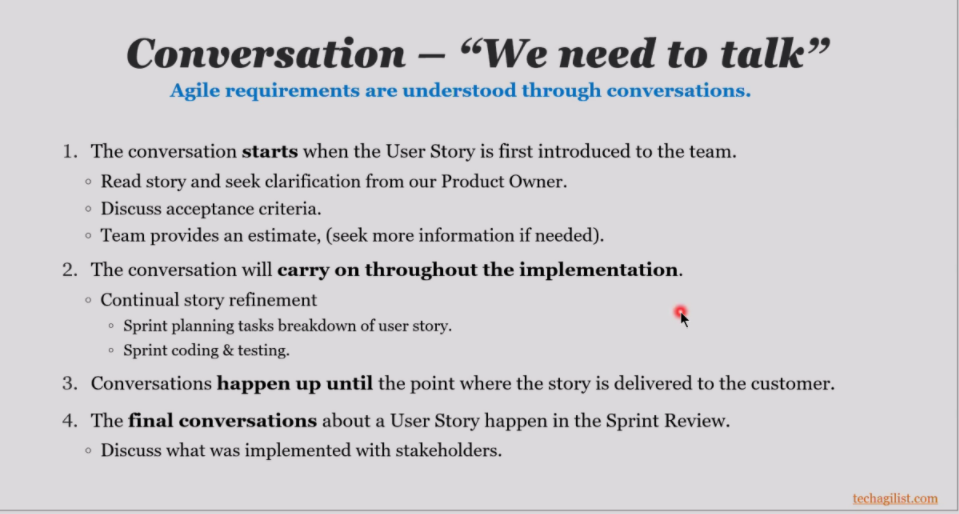 Conversation – “We need to talk”
Agile requirements are understood through conversations.
1. The conversation starts when the User Story is first introduced to the team.
◦ Read story and seek clarification from our Product Owner.
◦ Discuss acceptance criteria.
◦ Team provides an estimate, (seek more information if needed).
2. The conversation will carry on throughout the implementation.
◦ Continual story refinement
◦ Sprint planning tasks breakdown of user story.
◦ Sprint coding & testing.
3. Conversations happen up until the point where the story is delivered to the customer.
4. The final conversations about a User Story happen in the Sprint Review.
◦ Discuss what was implemented with stakeholders.
techagilist.com